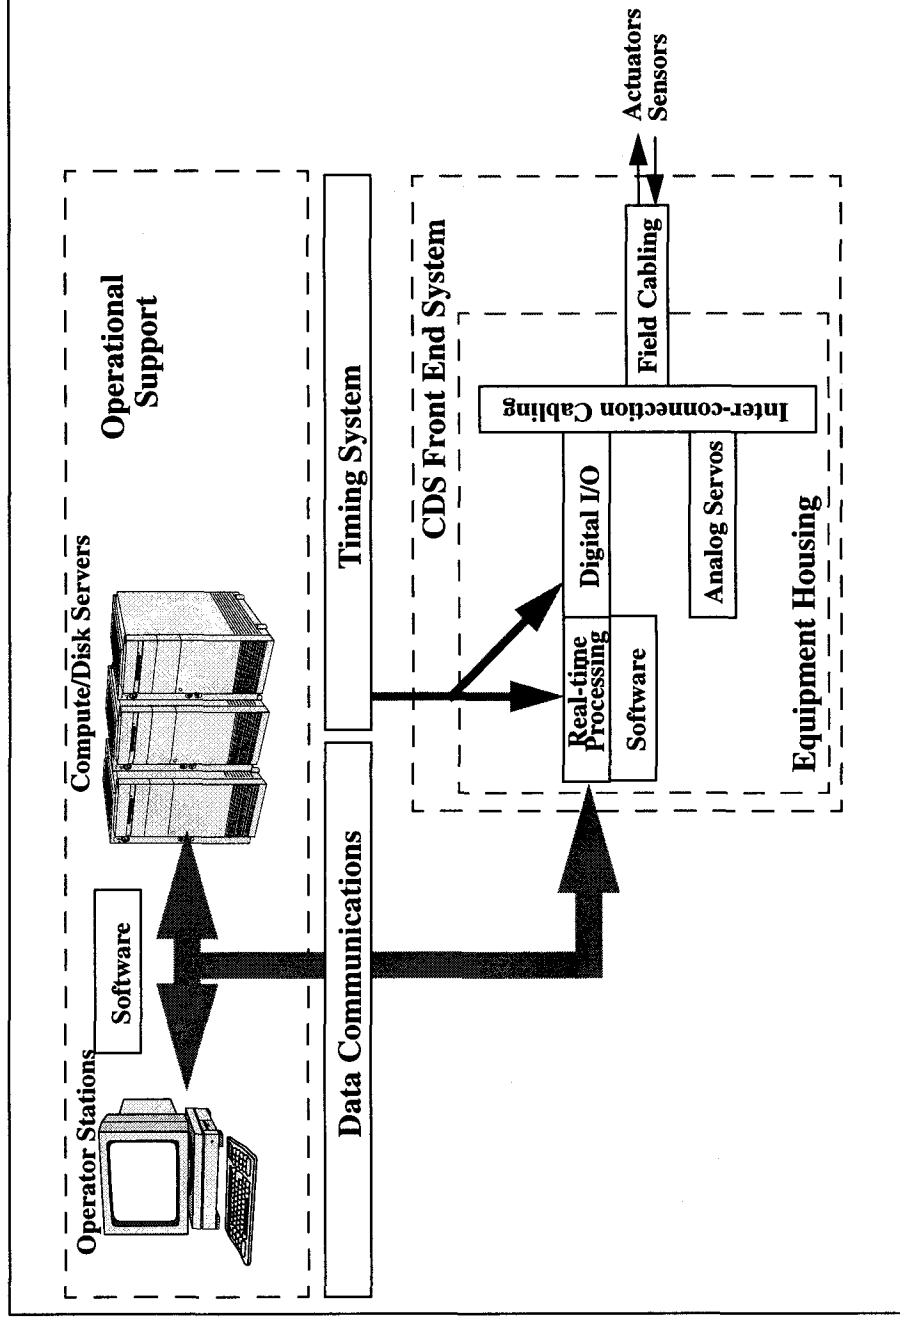 Operator Stations
Software
Compute/Disk Servers
Operational
Support
Data Communications
Timing System
CDS Front End System
Real-time
Processing
Software
Digital I/O
Analog Servos
Inter-connection Cabling
Field Cabling
Actuators
Sensors
Equipment Housing